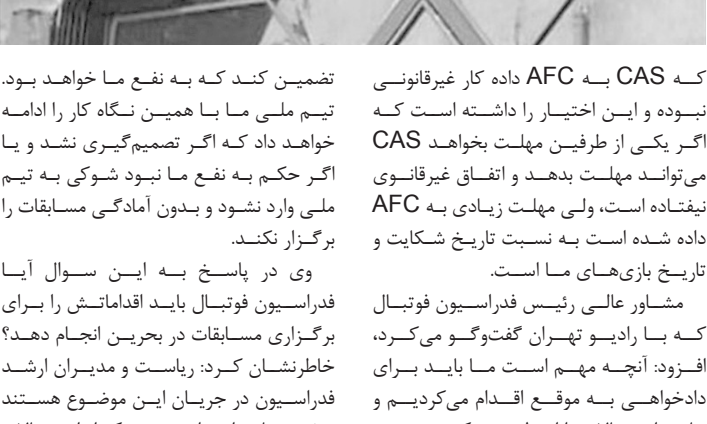 که CAS به AFC داده کار غیرقانونی
نبوده و این اختیار را داشته است که
اگر یکی از طرفین مهلت بخواهد CAS
می‌تواند مهلت بدهد و اتفاق غیرقانوی
نیفتاده است، ولی مهلت زیادی به AFC
داده شده است به نسبت تاریخ شکایت و
تاریخ بازی‌های ما است.
مشاور عالی رئیس فدراسیون فوتبال
که با رادیو تهران گفت‌وگو می‌کرد،
افزود: آنچه مهم است ما باید برای
دادخواهی به موقع اقدام می‌کردیم و
تضمین کند که به نفع ما خواهد بود.
تیم ملی ما با همین نگاه کار را ادامه
خواهد داد که اگر تصمیم‌گیری نشد و یا
اگر حکم به نفع ما نبود شوکی به تیم
ملی وارد نشود و بدون آمادگی مسابقات را
برگزار نکند.
وی در پاسخ به این سوال آیا
فدراسیون فوتبال باید اقداماتش را برای
برگزاری مسابقات در بحرین انجام دهد؟
خاطرنشان کرد: ریاست و مدیران ارشد
فدراسیون در جریان این موضوع هستند